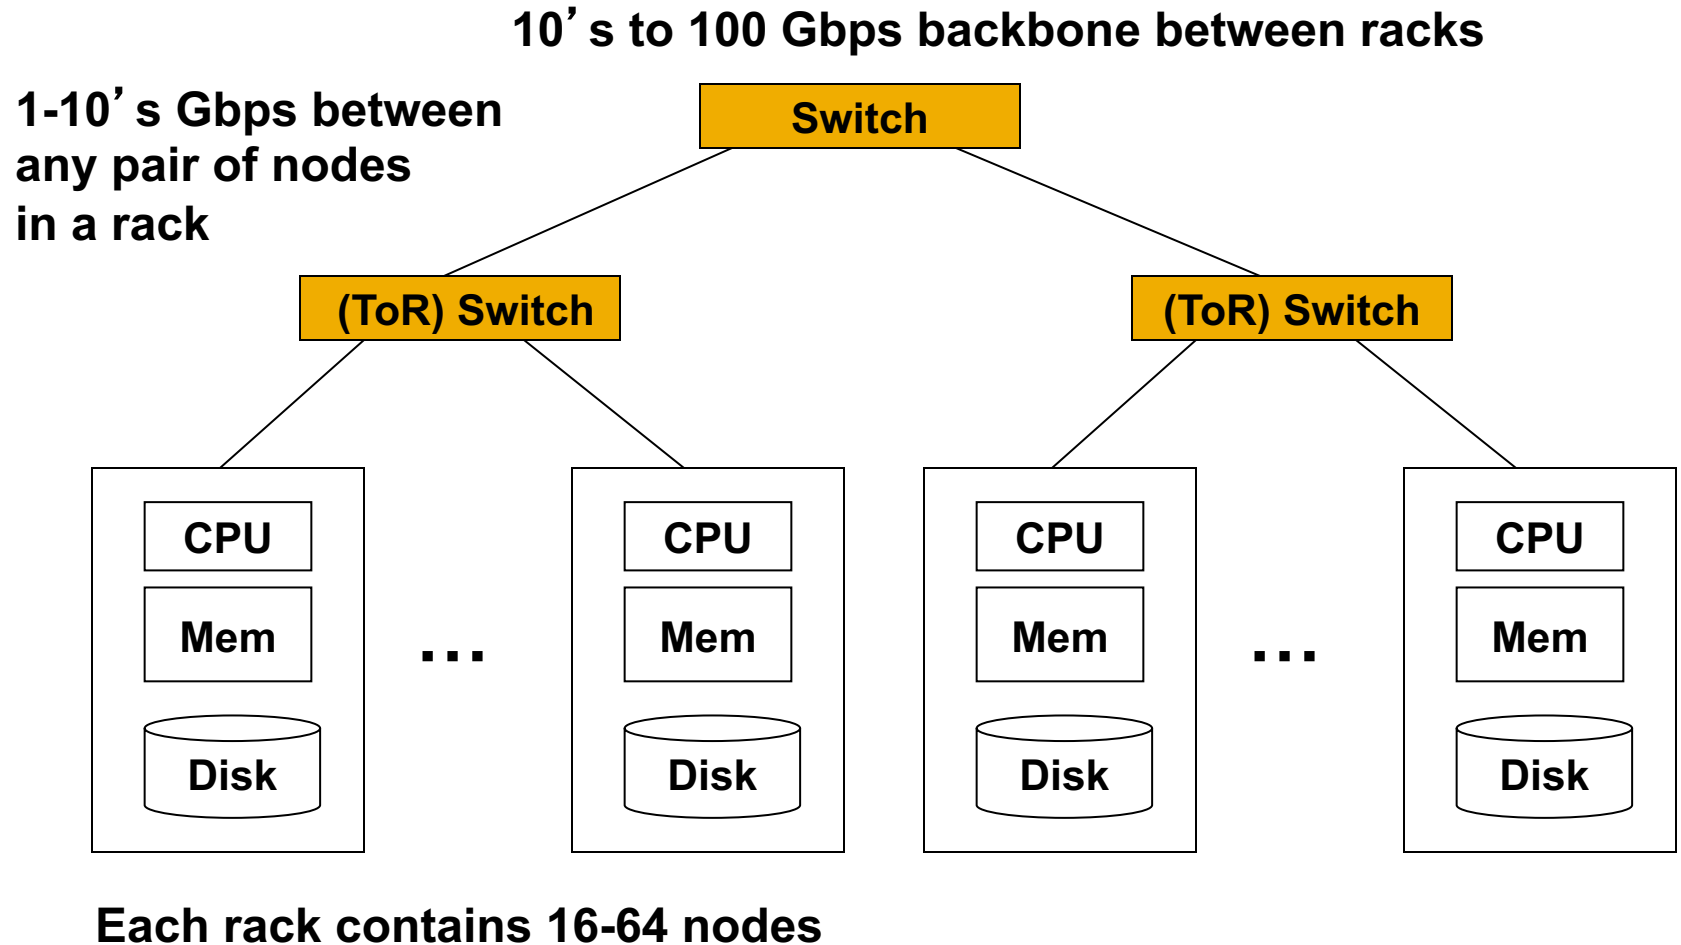 10’s to 100 Gbps backbone between racks
1-10’s Gbps between
any pair of nodes
in a rack
Switch
(ToR) Switch
(ToR) Switch
CPU
CPU
CPU
CPU
Mem
…
Mem
Mem
…
Mem
Disk
Disk
Disk
Disk
Each rack contains 16-64 nodes